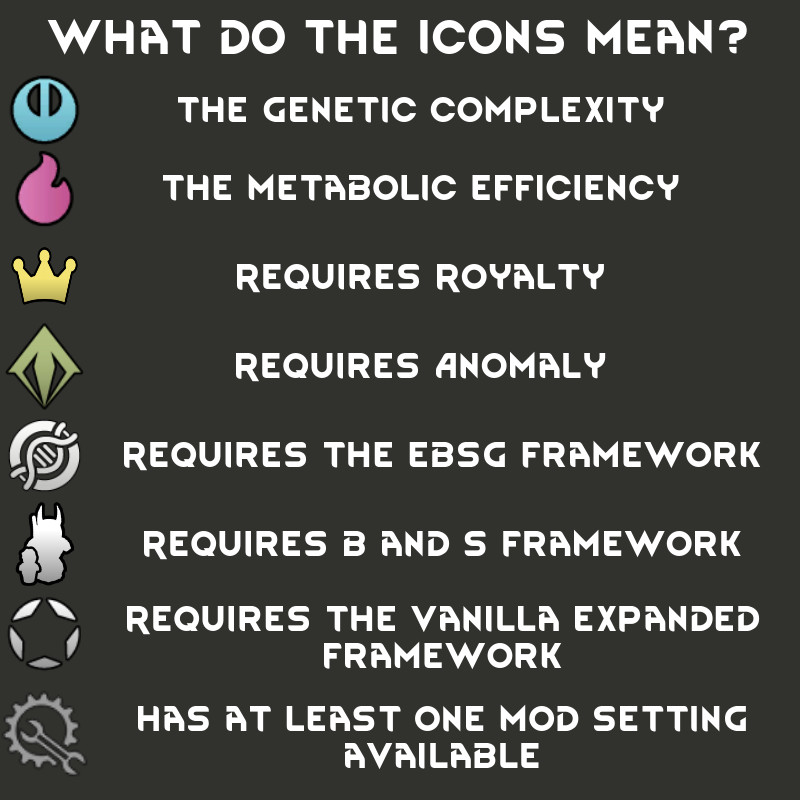 WHAT DO THE ICONS MEAN?
THE GENETIC COMPLEXITY
THE METABOLIC EFFICIENCY
REQUIRES ROYALTY
REQUIRES ANOMALY
REQUIRES THE EBSG FRAMEWORK
REQUIRES B AND S FRAMEWORK
REQUIRES THE VANILLA EXPANDED
FRAMEWORK
HAS AT LEAST ONE MOD SETTING
AVAILABLE